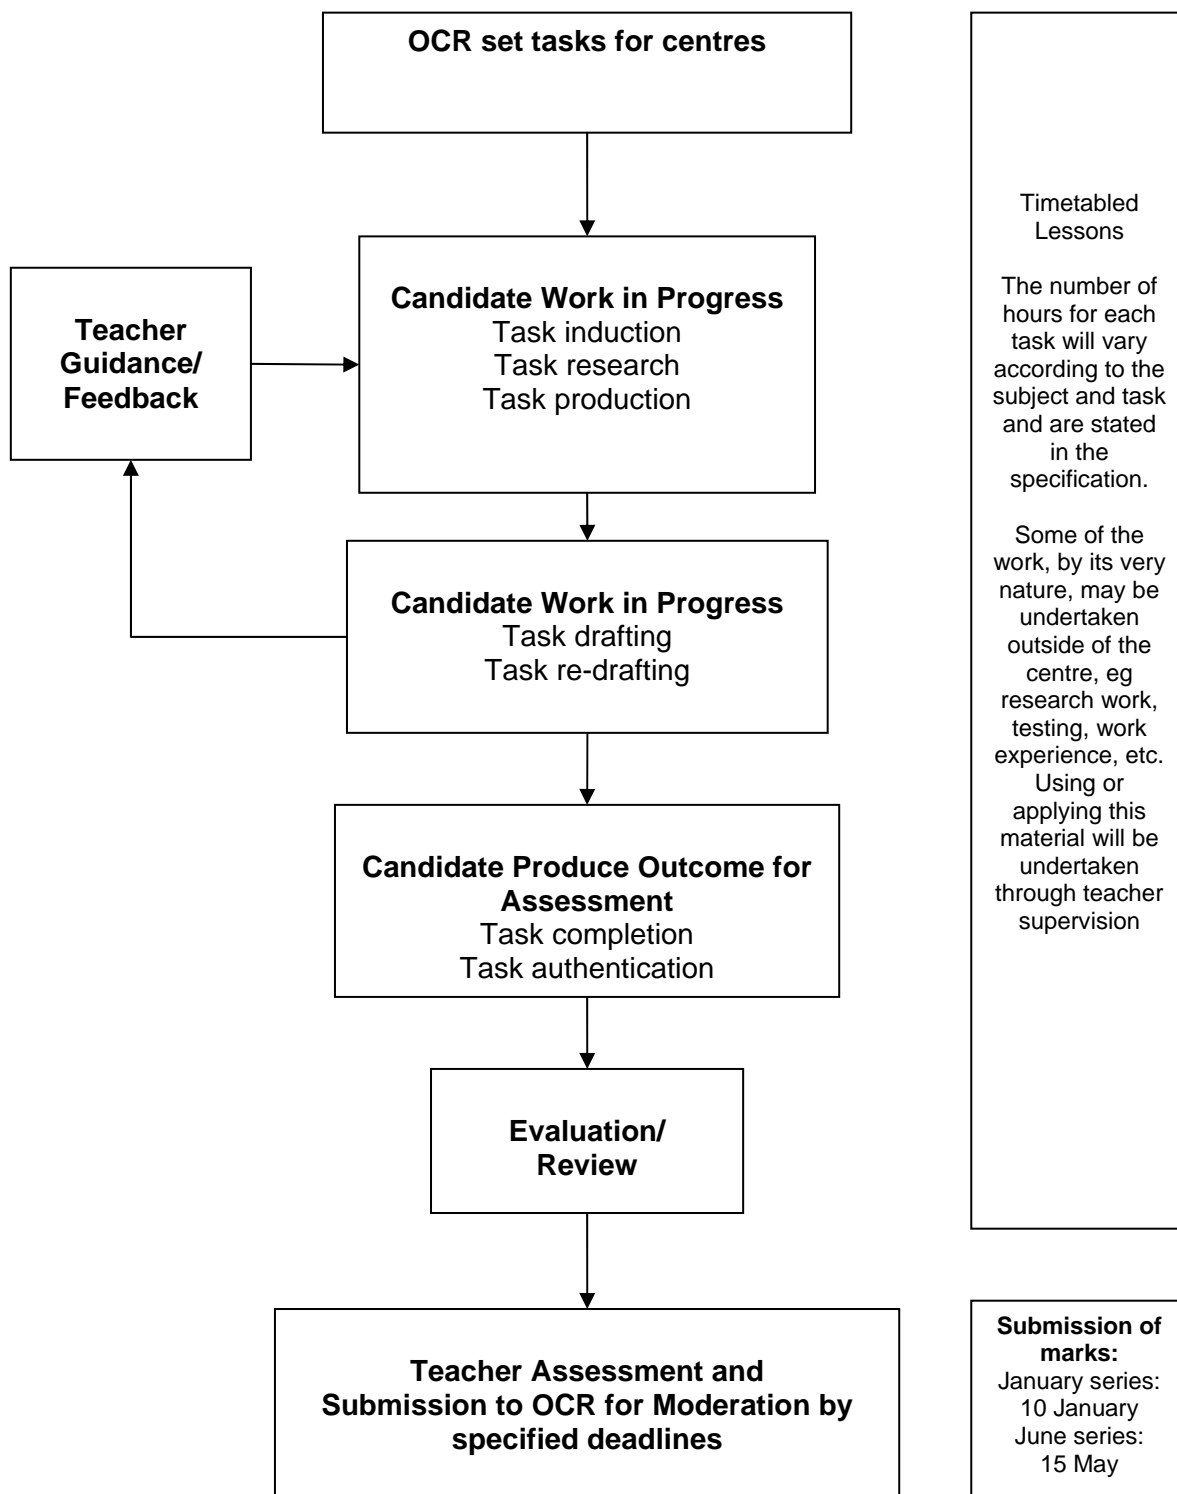 OCR set tasks for centres
Candidate Work in Progress
Task induction
Task research
Task production
Teacher
Guidance/
Feedback
Candidate Work in Progress
Task drafting
Task re-drafting
Candidate Produce Outcome for
Assessment
Task completion
Task authentication
Evaluation/
Review
Teacher Assessment and
Submission to OCR for Moderation by
specified deadlines
Timetabled
Lessons
The number of
hours for each
task will vary
according to the
subject and task
and are stated
in the
specification.
Some of the
work, by its very
nature, may be
undertaken
outside of the
centre, eg
research work,
testing, work
experience, etc.
Using or
applying this
material will be
undertaken
through teacher
supervision
Submission of
marks:
January series:
10 January
June series:
15 May